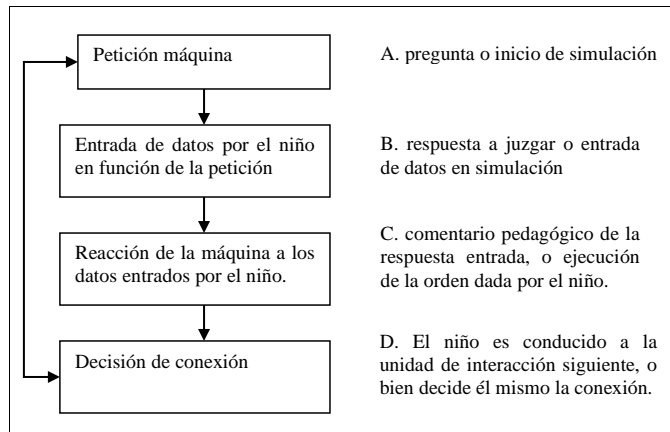 Petición máquina
A. pregunta o inicio de simulación
Entrada de datos por el niño
en función de la petición
B. respuesta a juzgar o entrada
de datos en simulación
Reacción de la máquina a los
datos entrados por el niño.
C. comentario pedagógico de la
respuesta entrada, o ejecución
de la orden dada por el niño.
Decisión de conexión
D. El niño es conducido a la
unidad de interacción siguiente, o
bien decide él mismo la conexión.